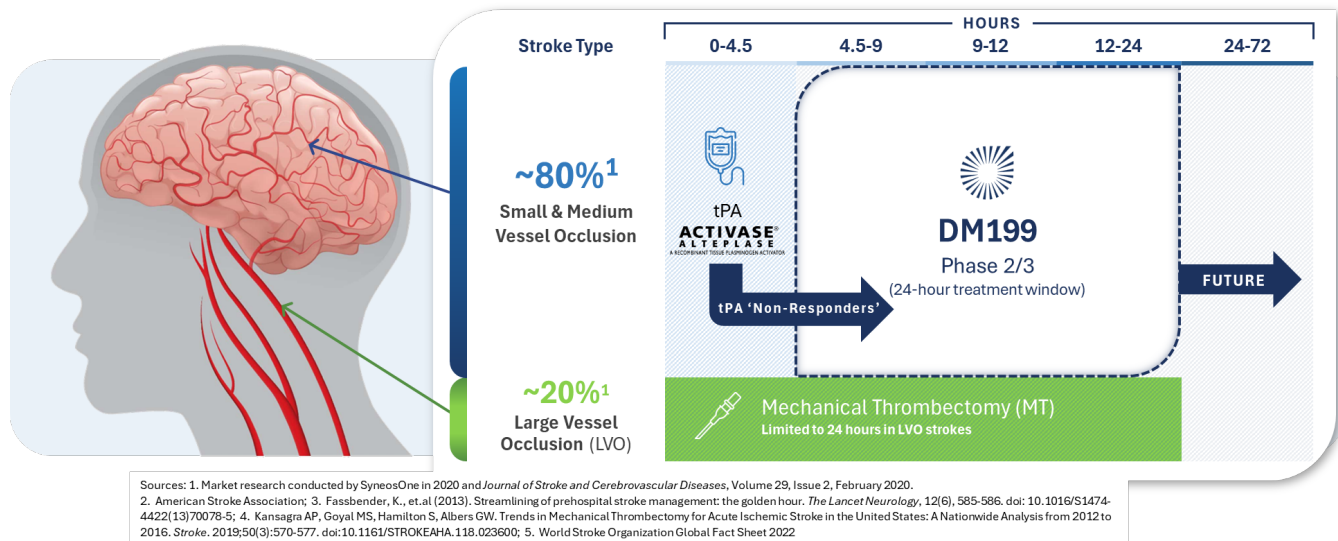 HOURS
Stroke Type
0-4.5
4.5-9
9-12
12-24
24-72
~80%¹
Small & Medium
Vessel Occlusion
tPA
ACTIVASE®
ALTEPLASE
A RECOMBINANT TISSUE PLASMINOGEN ACTIVATOR
tPA 'Non-Responders'
DM199
Phase 2/3
(24-hour treatment window)
FUTURE
~20%¹
Large Vessel
Occlusion (LVO)
Mechanical Thrombectomy (MT)
Limited to 24 hours in LVO strokes
Sources: 1. Market research conducted by SyneosOne in 2020 and Journal of Stroke and Cerebrovascular Diseases, Volume 29, Issue 2, February 2020.
2. American Stroke Association; 3. Fassbender, K., et.al (2013). Streamlining of prehospital stroke management: the golden hour. The Lancet Neurology, 12(6), 585-586. doi: 10.1016/S1474-
4422(13)70078-5; 4. Kansagra AP, Goyal MS, Hamilton S, Albers GW. Trends in Mechanical Thrombectomy for Acute Ischemic Stroke in the United States: A Nationwide Analysis from 2012 to
2016. Stroke. 2019;50(3):570-577. doi:10.1161/STROKEAHA.118.023600; 5. World Stroke Organization Global Fact Sheet 2022